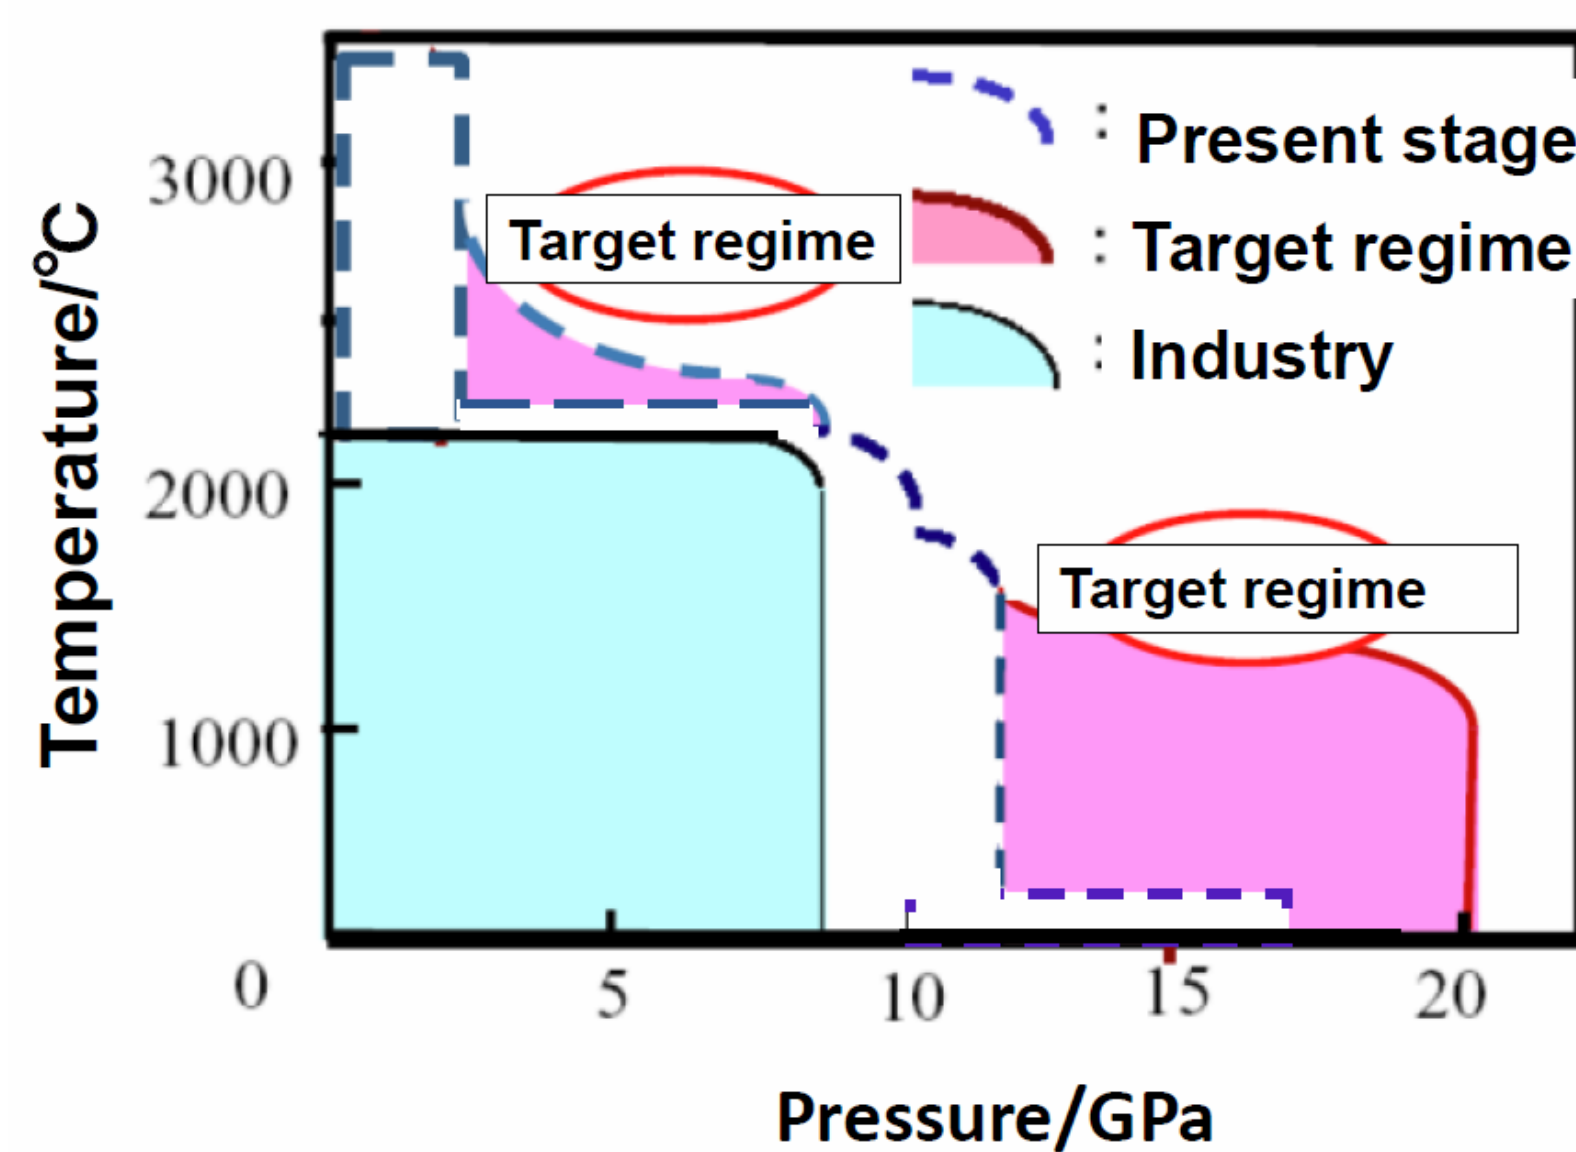 : Present stage
3000
Target regime
: Target regime
: Industry
Temperature/°C
2000
Target regime
1000
0
5
10
15
20
Pressure/GPa